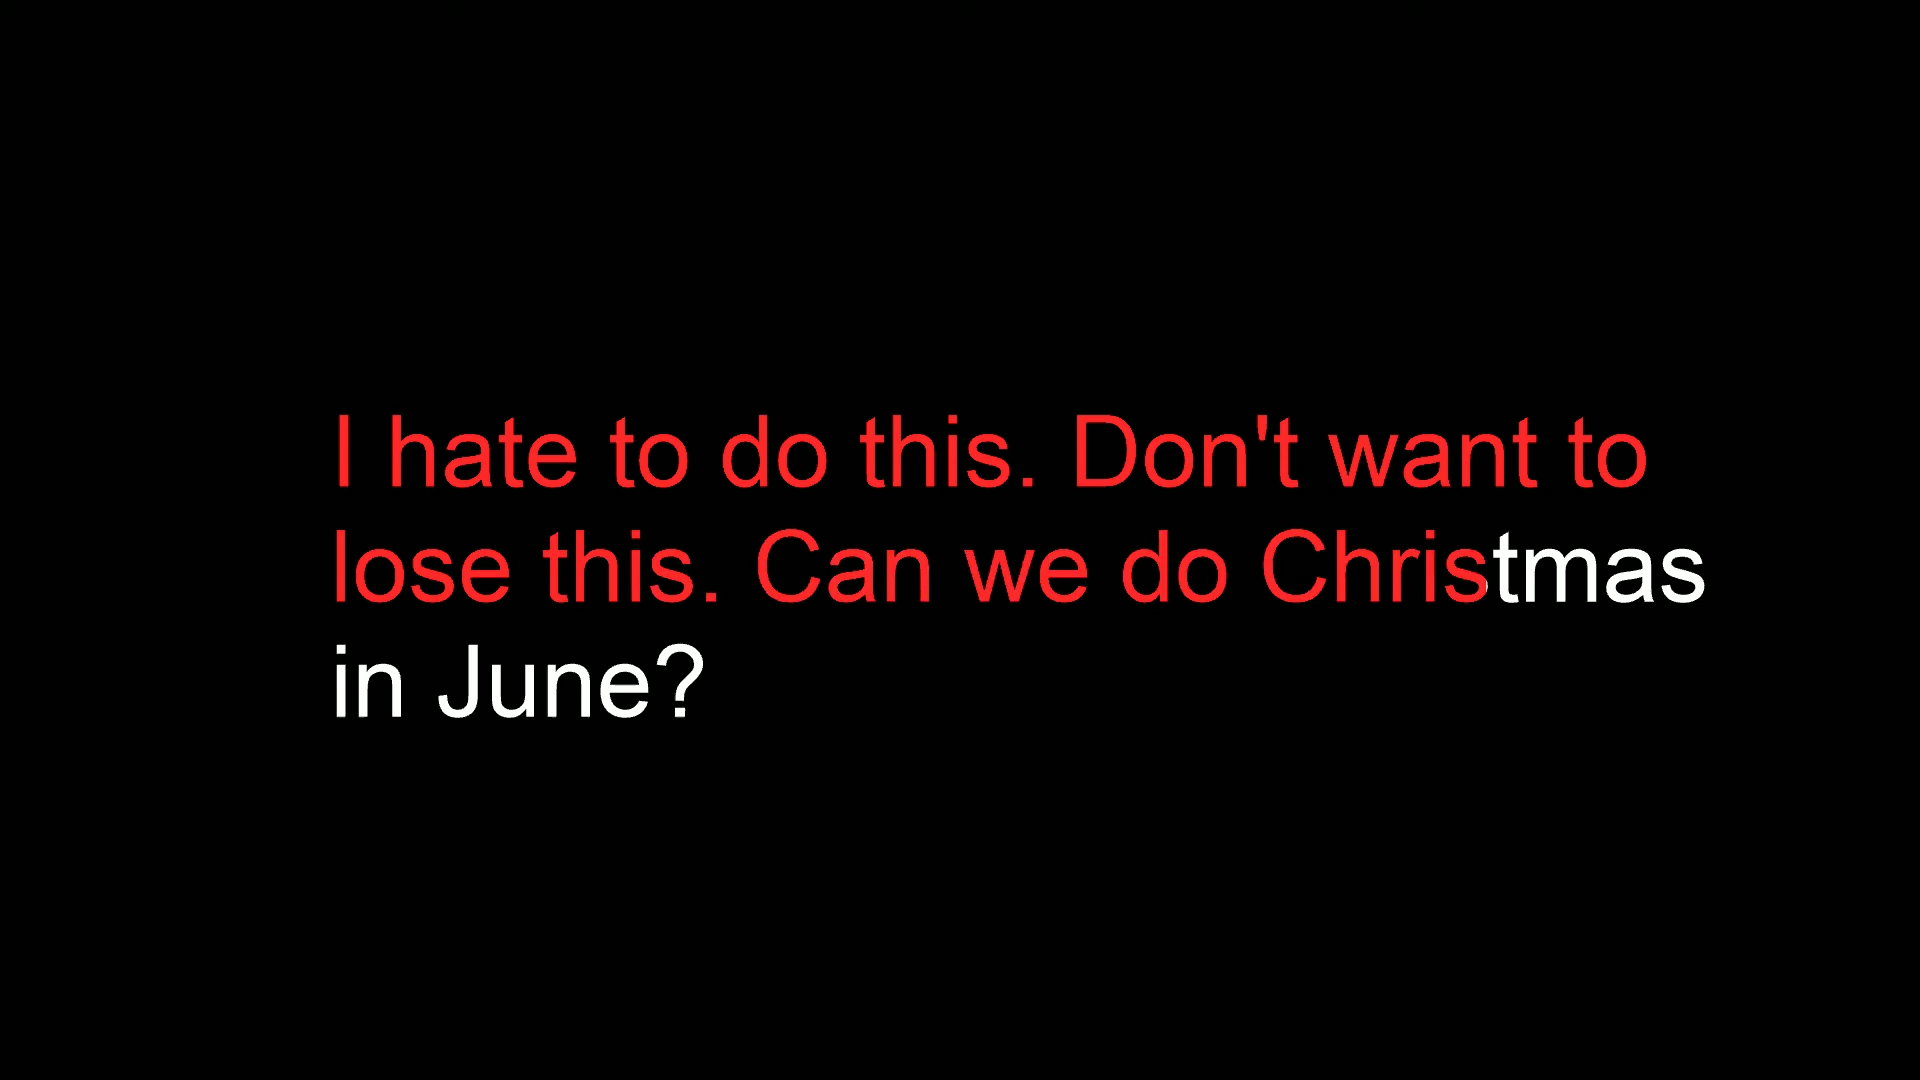 I hate to do this. Don't want to
lose this. Can we do Christmas
in June?